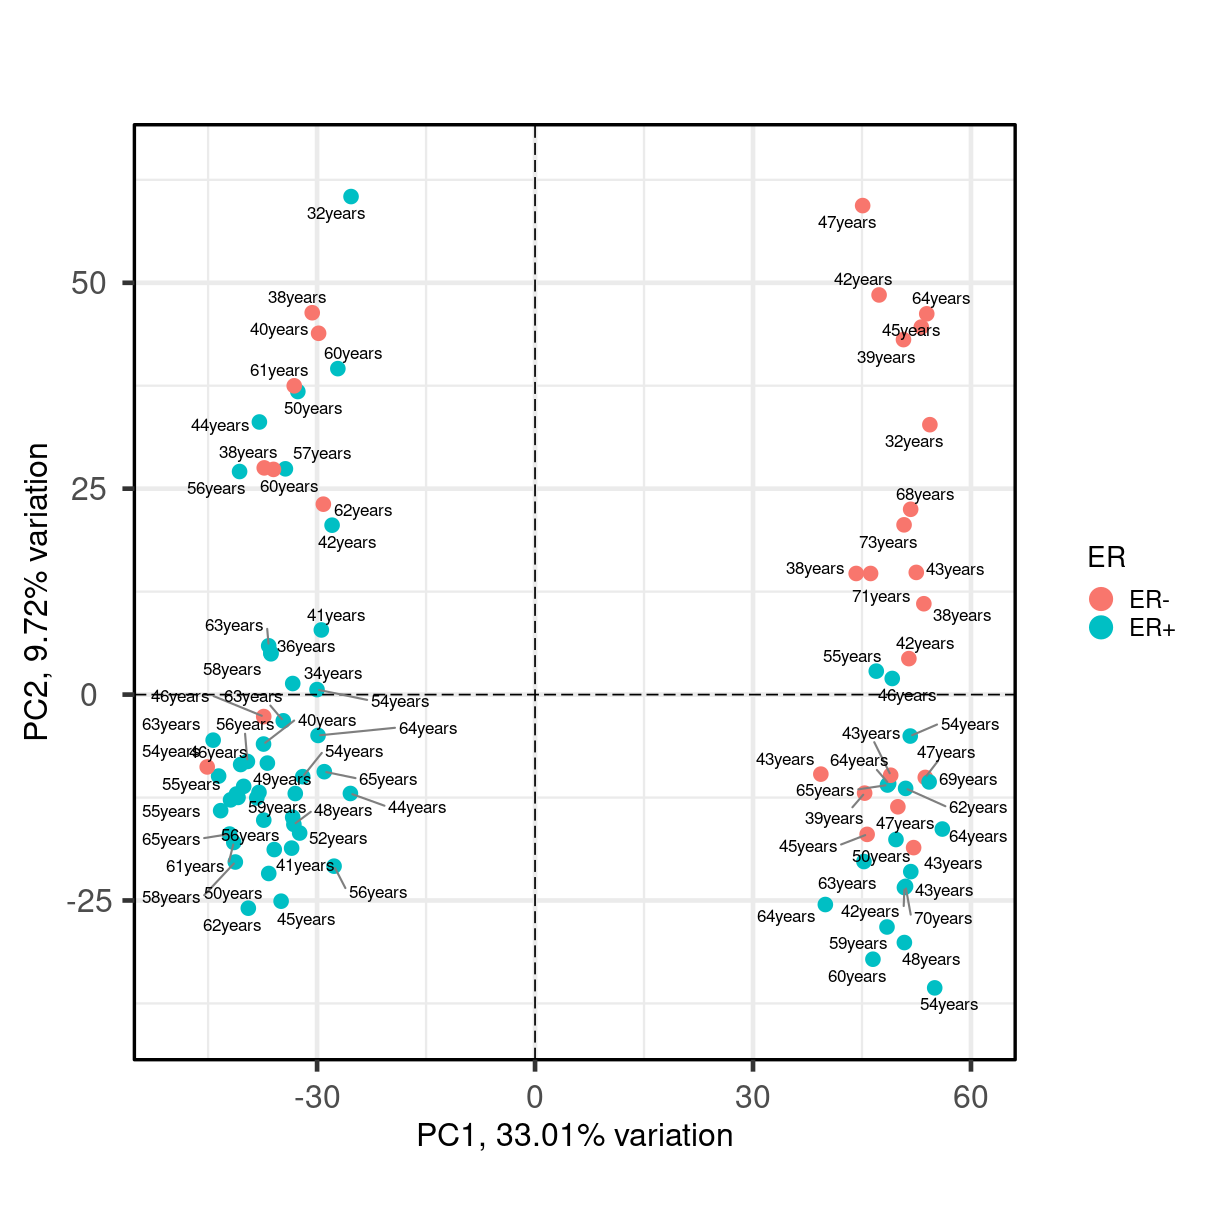 32years
47years
42years
38years
64years
40years
45years
60years
39years
61years
50years
44years
32years
38years
57years
56years
60years
68years
62years
42years
73years
38years
43years
71years
41years
38years
63years
36years
42years
55years
58years
34years
46years
63years
54years
46years
63years
56years
40years
64years
54years
43years
54years
46years
54years
47years
43years
64years
55years
49years
65years
65years
69years
55years
59years
48years
44years
39years
62years
65years
56years
52years
45years
47years
64years
61years
41years
50years
43years
58years
50years
56years
63years
43years
62years
45years
64years
42years
70years
59years
48years
60years
54years
50
25
0
-25
-30
0
30
60
PC1, 33.01% variation
PC2, 9.72% variation
ER
ER-
ER+